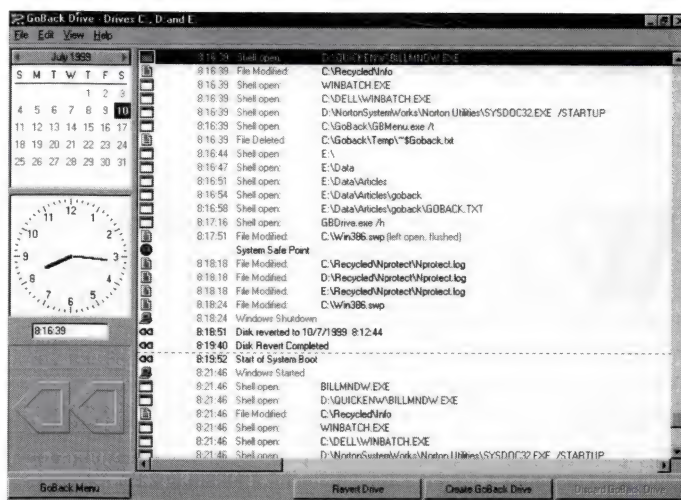 GoBack Drive - Drives C, D and E
File Edit View Help
July 1999
S M T W T F S
1 2 3
4 5 6 7 8 9 10
11 12 13 14 15 16 17
18 19 20 21 22 23 24
25 26 27 28 29 30 31
12
1
2
3
4
5
6
7
8
9
10
11
8:16:39
GoBack Menu
8:16:39 Shell open: D:\QUICKENW\BILLMNDW.EXE
8:16:39 File Modified: C:\Recycled\Info
8:16:39 Shell open: WINBATCH.EXE
8:16:39 Shell open: C:\DELL\WINBATCH.EXE
8:16:39 Shell open: D:\NortonSystemWorks\Norton Utilities\SYSDOC32.EXE /STARTUP
8:16:39 Shell open: C:\GoBack\GBMenu.exe /t
8:16:39 File Deleted: C:\Goback\Temp\~$Goback.txt
8:16:44 Shell open: E:\
8:16:47 Shell open: E:\Data
8:16:51 Shell open: E:\Data\Articles
8:16:54 Shell open: E:\Data\Articles\goback
8:16:58 Shell open: E:\Data\Articles\goback\GOBACK.TXT
8:17:16 Shell open: GBDrive.exe /h
8:17:51 File Modified: C:\Win386.swp (left open, flushed)
System Safe Point
8:18:18 File Modified: C:\Recycled\Nprotect\Nprotect.log
8:18:18 File Modified: D:\Recycled\Nprotect\Nprotect.log
8:18:18 File Modified: E:\Recycled\Nprotect\Nprotect.log
8:18:24 File Modified: C:\Win386.swp
8:18:24 Windows Shutdown
8:18:51 Disk reverted to 10/7/1999 8:12:44
8:19:40 Disk Revert Completed
8:19:52 Start of System Boot
8:21:46 Windows Started
8:21:46 Shell open: BILLMNDW.EXE
8:21:46 Shell open: D:\QUICKENW\BILLMNDW.EXE
8:21:46 File Modified: C:\Recycled\Info
8:21:46 Shell open: WINBATCH.EXE
8:21:46 Shell open: C:\DELL\WINBATCH.EXE
8:21:46 Shell open: D:\NortonSystemWorks\Norton Utilities\SYSDOC32.EXE /STARTUP
Revert Drive
Create GoBack Drive
Discard GoBack Drive